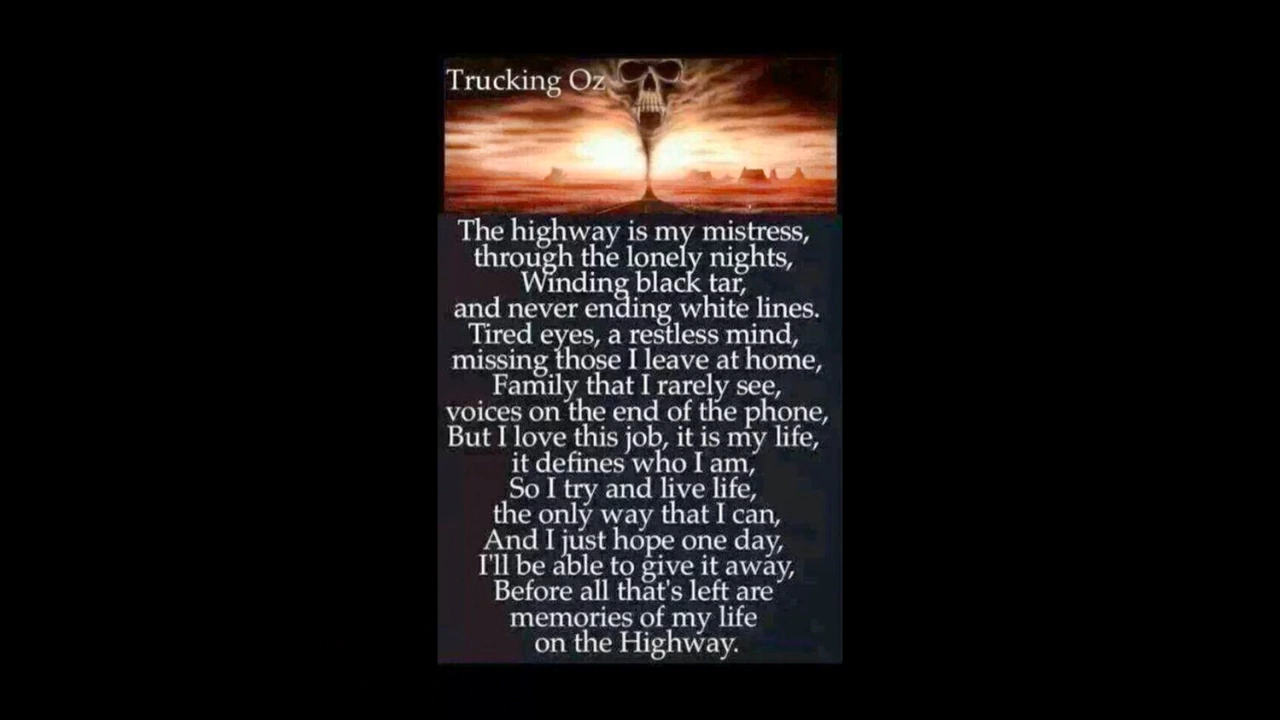 Trucking Oz
The highway is my mistress,
through the lonely nights,
Winding black tar,
and never ending white lines.
Tired eyes, a restless mind,
missing those I leave at home,
Family that I rarely see,
voices on the end of the phone,
But I love this job, it is my life,
it defines who I am,
So I try and live life,
the only way that I can,
And I just hope one day,
I'll be able to give it away,
Before all that's left are
memories of my life
on the Highway.